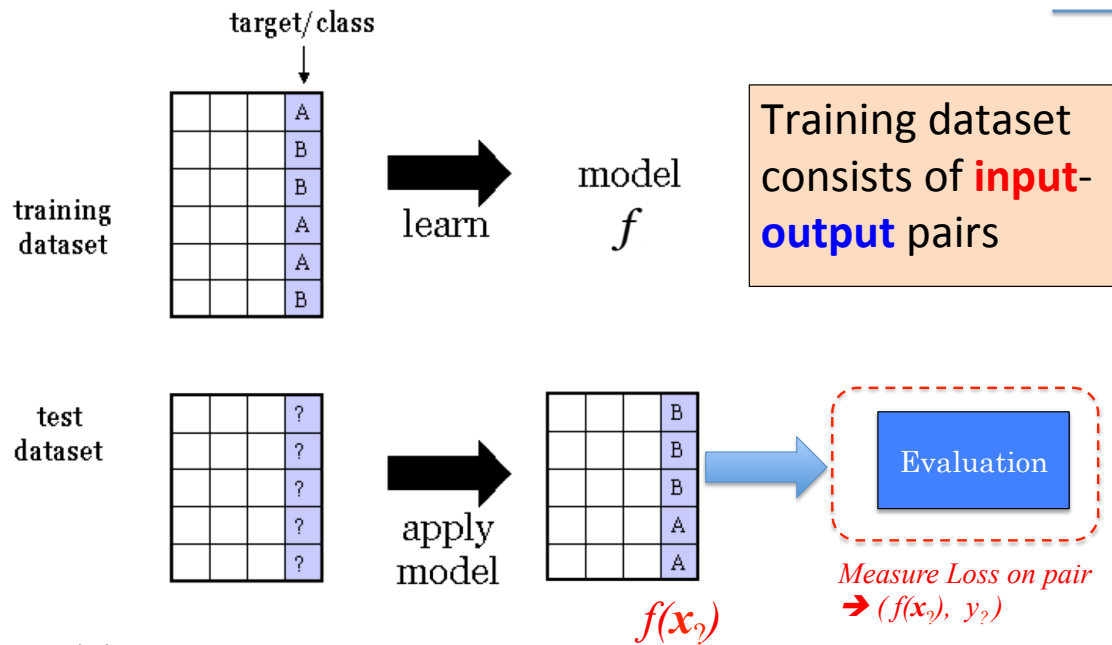 target/class
A
B
B
A
A
B
training
dataset
learn
model
f
Training dataset
consists of input-
output pairs
test
dataset
?
?
?
?
?
apply
model
B
B
B
A
A
f(x?)
Evaluation
Measure Loss on pair
➔ ( f(x?), y? )